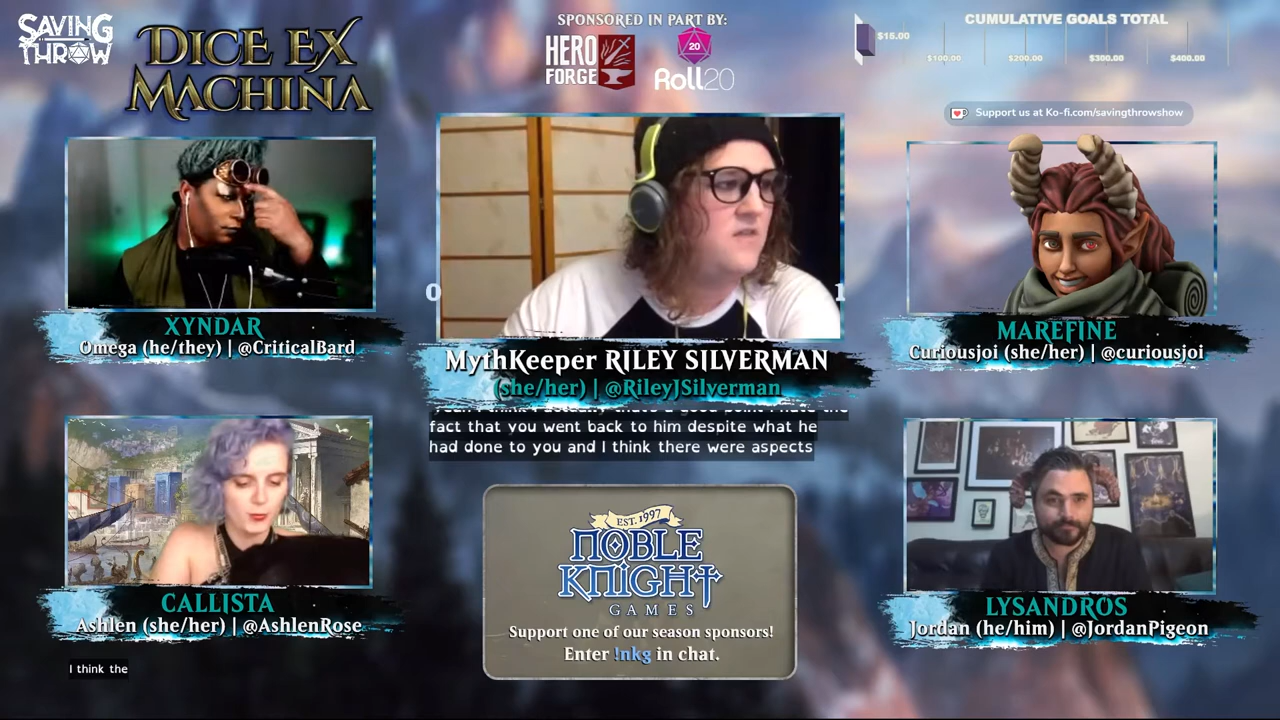 SAVING
THROW
DICE EX
MACHINA
SPONSORED IN PART BY:
HERO
FORGE
20
Roll20
CUMULATIVE GOALS TOTAL
$15.00
$100.00 $200.00 $300.00 $400.00
Support us at Ko-fi.com/savingthrowshow
XYNDAR
Omega (he/they) | @CriticalBard
0
1
MythKeeper RILEY SILVERMAN
(she/her) | @RileyJSilverman
MAREFINE
Curiousjoi (she/her) | @curiousjoi
fact that you went back to him despite what he
had done to you and I think there were aspects
CALLISTA
Ashlen (she/her) | @AshlenRose
I think the
EST. 1997
NOBLE
KNIGHT
GAMES
Support one of our season sponsors!
Enter !nkg in chat.
LYSANDROS
Jordan (he/him) | @JordanPigeon